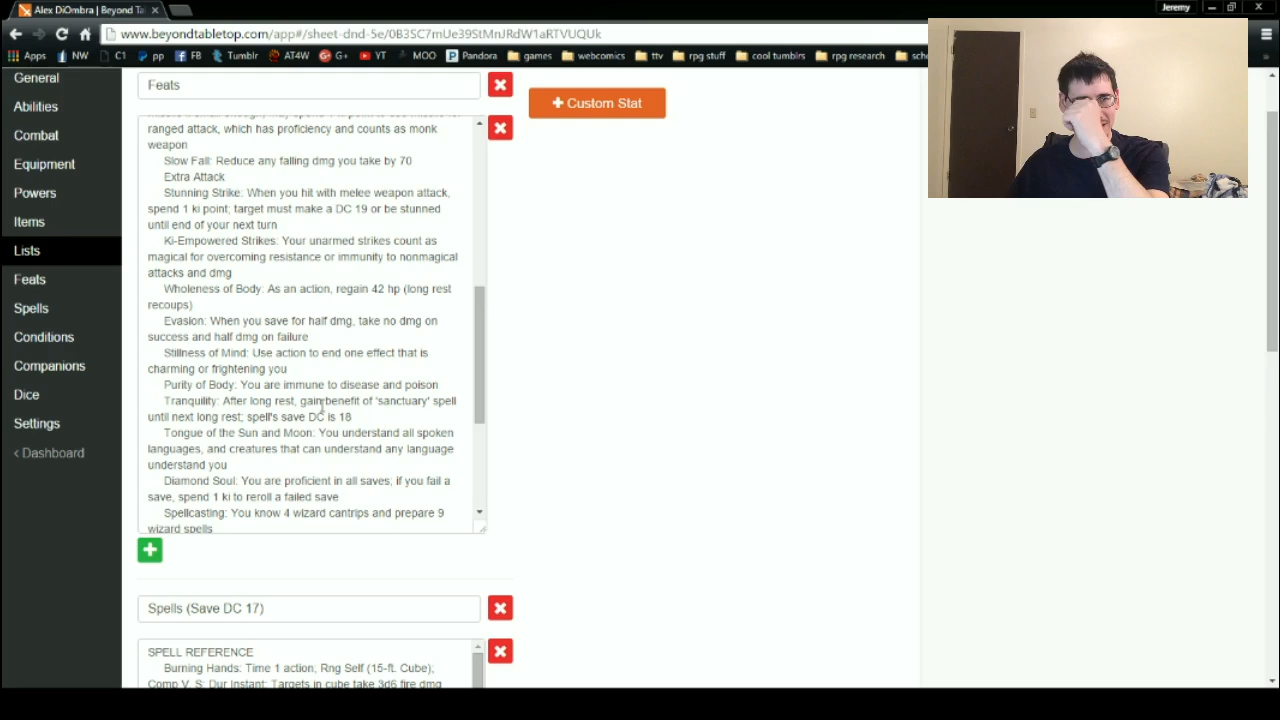 Alex DiOmbra | Beyond Tab
Jeremy
www.beyondtabletop.com/app#/sheet-dnd-5e/0B3SC7mUe39StMnJRdW1aRTVUQUk
Apps NW C1 pp FB Tumblr AT4W G+ YT MOO Pandora games webcomics ttv rpg stuff cool tumblrs rpg research
General
Abilities
Combat
Equipment
Powers
Items
Lists
Feats
Spells
Conditions
Companions
Dice
Settings
< Dashboard
Feats
+ Custom Stat
ranged attack, which has proficiency and counts as monk
weapon
Slow Fall: Reduce any falling dmg you take by 70
Extra Attack
Stunning Strike: When you hit with melee weapon attack,
spend 1 ki point; target must make a DC 19 or be stunned
until end of your next turn
Ki-Empowered Strikes: Your unarmed strikes count as
magical for overcoming resistance or immunity to nonmagical
attacks and dmg
Wholeness of Body: As an action, regain 42 hp (long rest
recoups)
Evasion: When you save for half dmg, take no dmg on
success and half dmg on failure
Stillness of Mind: Use action to end one effect that is
charming or frightening you
Purity of Body: You are immune to disease and poison
Tranquility: After long rest, gain benefit of 'sanctuary' spell
until next long rest; spell's save DC is 18
Tongue of the Sun and Moon: You understand all spoken
languages, and creatures that can understand any language
understand you
Diamond Soul: You are proficient in all saves; if you fail a
save, spend 1 ki to reroll a failed save
Spellcasting: You know 4 wizard cantrips and prepare 9
wizard spells
Spells (Save DC 17)
SPELL REFERENCE
Burning Hands: Time 1 action; Rng Self (15-ft. Cube);
Comp V, S; Dur Instant; Targets in cube take 3d6 fire dmg